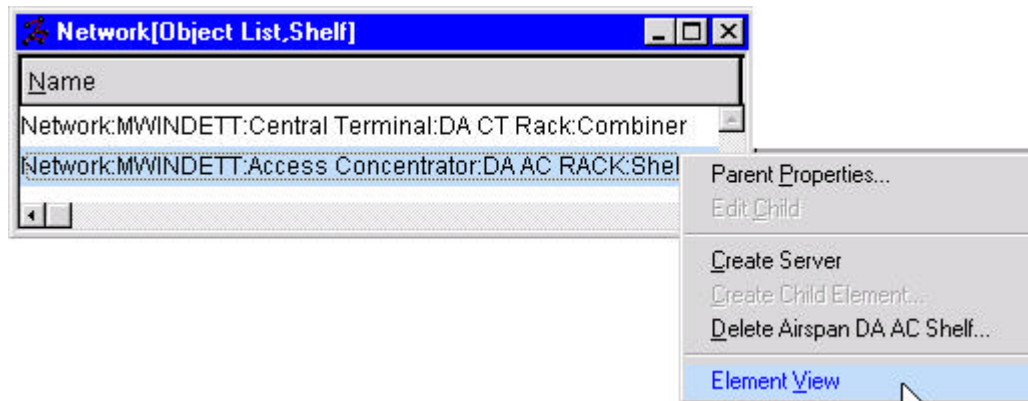 Network[Object List,Shelf]
Name
Network:MWINDETT:Central Terminal:DA CT Rack:Combiner
Network:MWINDETT:Access Concentrator:DA AC RACK:Shel
Parent Properties...
Edit Child
Create Server
Create Child Element...
Delete Airspan DA AC Shelf...
Element View